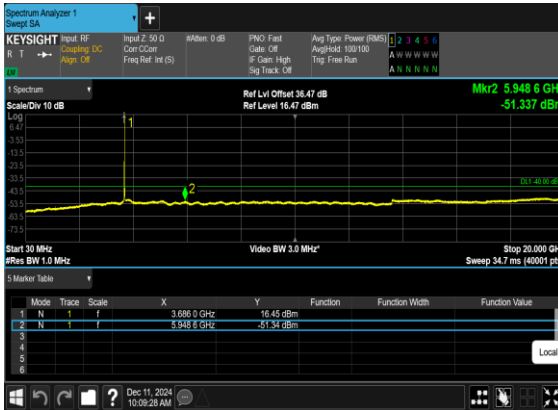 Spectrum Analyzer 1
Swept SA
+
KEYSIGHT
R T
LXI
Input: RF
Coupling: DC
Align: Off
Input Z: 50 Ω
Corr CCorr
Freq Ref: Int (S)
#Atten: 0 dB
PNO: Fast
Gate: Off
IF Gain: High
Sig Track: Off
Avg Type: Power (RMS)
Avg|Hold: 100/100
Trig: Free Run
1 2 3 4 5 6
A W W W W W
A N N N N N
1 Spectrum
Scale/Div 10 dB
Ref Lvl Offset 36.47 dB
Ref Level 16.47 dBm
Mkr2 5.948 6 GH
-51.337 dBr
Log
6.47
-3.53
-13.5
-23.5
-33.5
-43.5
-53.5
-63.5
-73.5
1
2
DL1 -40.00 dB
Start 30 MHz
#Res BW 1.0 MHz
Video BW 3.0 MHz*
Stop 20.000 GH
Sweep 34.7 ms (40001 pt
5 Marker Table
Mode Trace Scale X Y Function Function Width Function Value
1 N 1 f 3.686 0 GHz 16.45 dBm
2 N 1 f 5.948 6 GHz -51.34 dBm
3
4
5
6
Local
?
Dec 11, 2024
10:09:28 AM